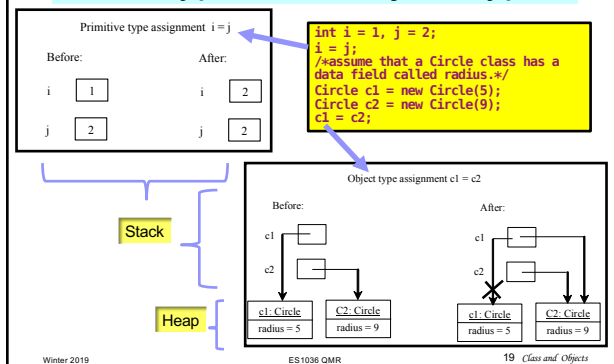 Primitive type assignment i = j
Before:
After:
i
1
i
2
j
2
j
2
int i = 1, j = 2;
i = j;
/*assume that a Circle class has a
data field called radius.*/
Circle c1 = new Circle(5);
Circle c2 = new Circle(9);
c1 = c2;
Object type assignment c1 = c2
Stack
Before:
After:
c1
c1
c2
c2
Heap
c1: Circle
C2: Circle
c1: Circle
C2: Circle
radius = 5
radius = 9
radius = 5
radius = 9
Winter 2019
ES1036 QMR
19 Class and Objects